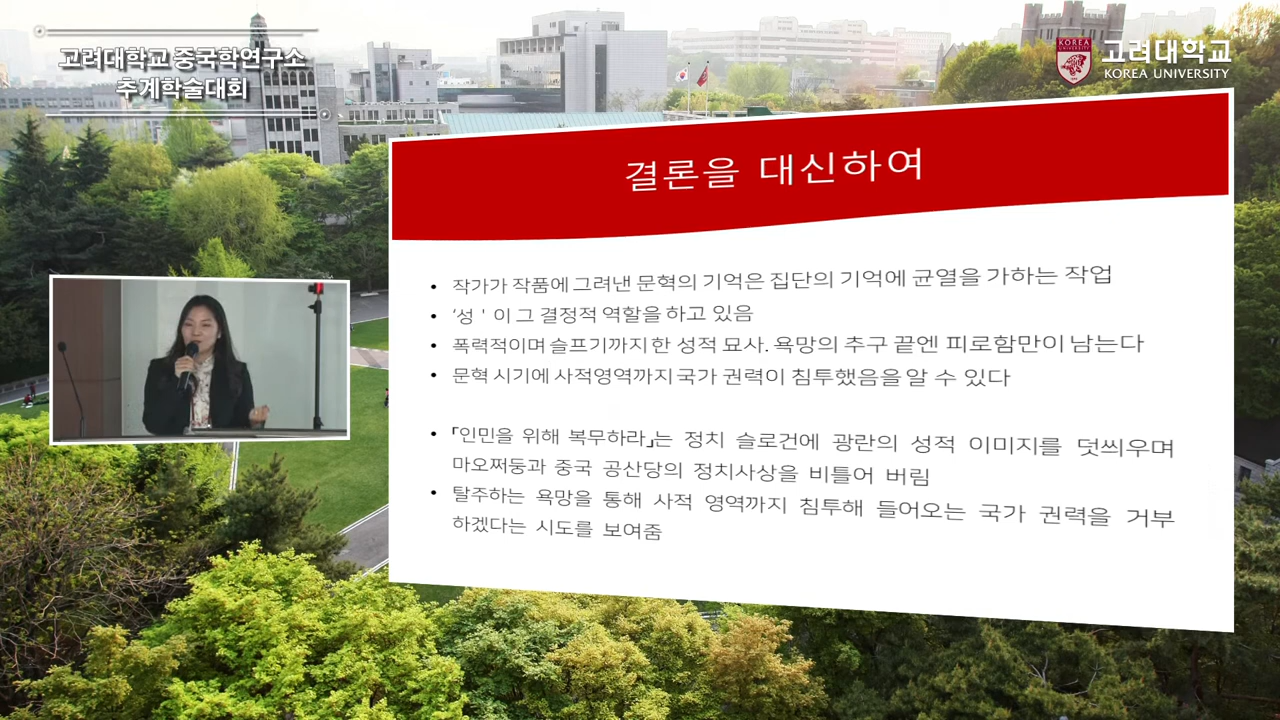 고려대학교 중국학연구소
추계학술대회
KOREA
UNIVERSITY
고려대학교
KOREA UNIVERSITY
결론을 대신하여
• 작가가 작품에 그려낸 문혁의 기억은 집단의 기억에 균열을 가하는 작업
• ‘성＇이 그 결정적 역할을 하고 있음
• 폭력적이며 슬프기까지 한 성적 묘사. 욕망의 추구 끝엔 피로함만이 남는다
• 문혁 시기에 사적영역까지 국가 권력이 침투했음을 알 수 있다
• 「인민을 위해 복무하라」는 정치 슬로건에 광란의 성적 이미지를 덧씌우며
마오쩌둥과 중국 공산당의 정치사상을 비틀어 버림
• 탈주하는 욕망을 통해 사적 영역까지 침투해 들어오는 국가 권력을 거부
하겠다는 시도를 보여줌